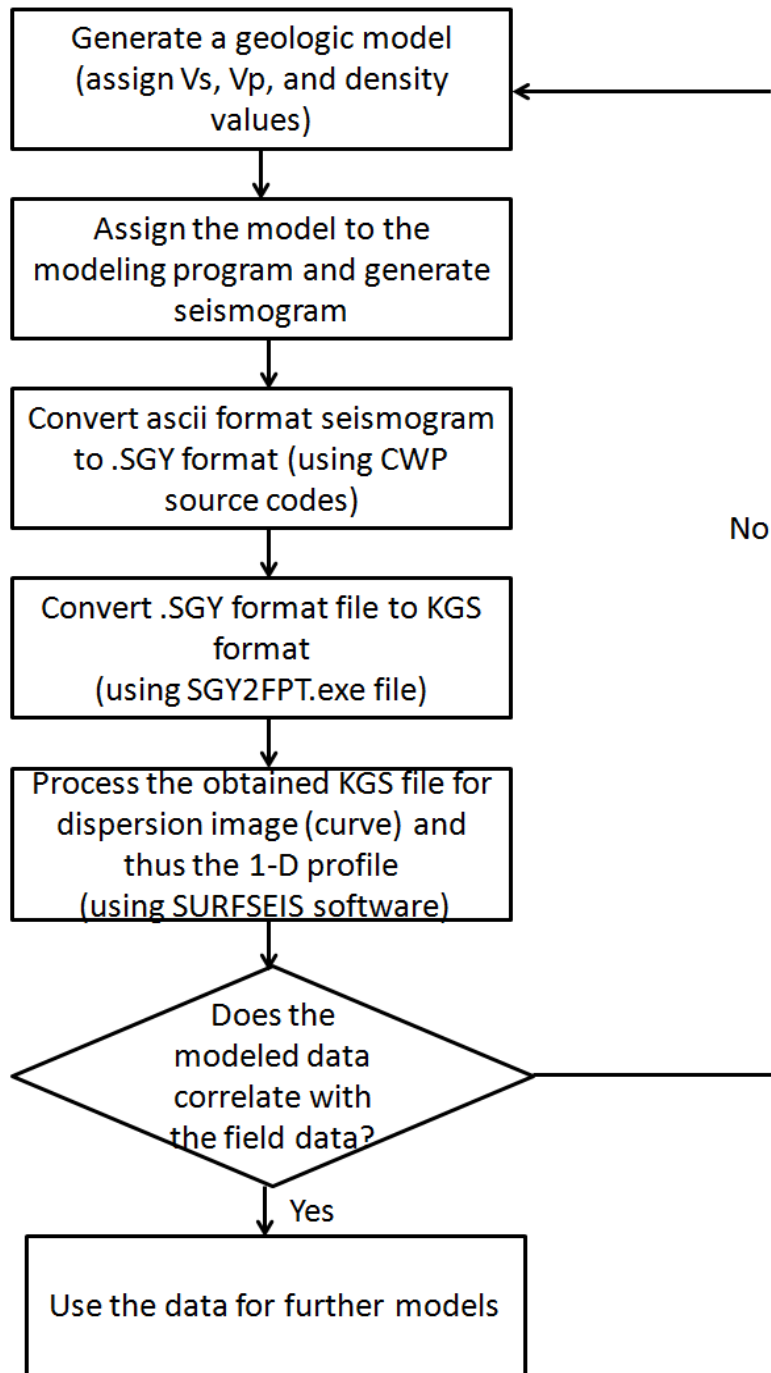 Generate a geologic model
(assign Vs, Vp, and density
values)
Assign the model to the
modeling program and generate
seismogram
Convert ascii format seismogram
to .SGY format (using CWP
source codes)
No
Convert .SGY format file to KGS
format
(using SGY2FPT.exe file)
Process the obtained KGS file for
dispersion image (curve) and
thus the 1-D profile
(using SURFSEIS software)
Does the
modeled data
correlate with
the field data?
Yes
Use the data for further models